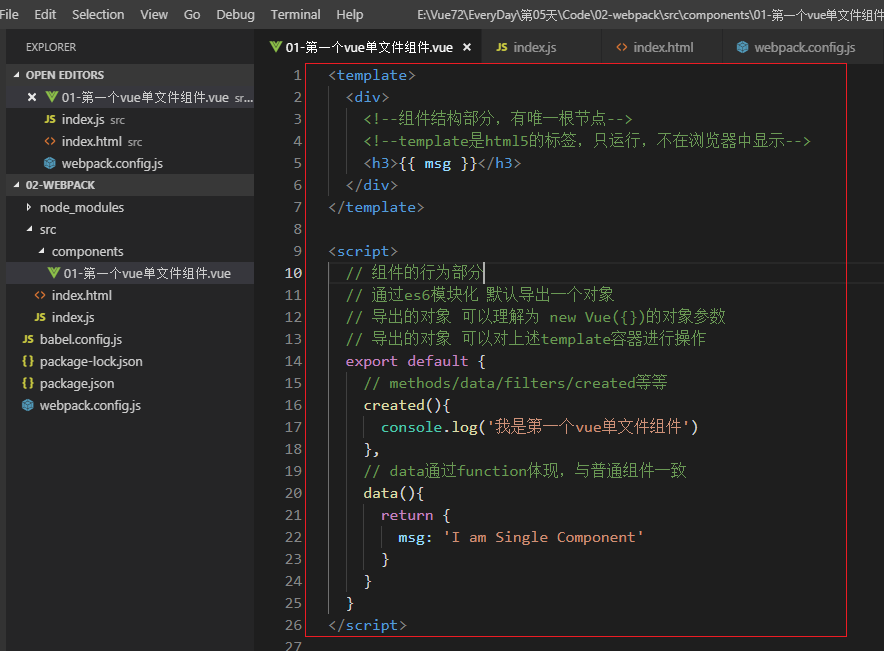 File Edit Selection View Go Debug Terminal Help E:\Vue72\EveryDay\第05天\Code\02-webpack\src\components\01-第一个vue单文件组件
EXPLORER
OPEN EDITORS
01-第一个vue单文件组件.vue sr...
JS index.js src
<> index.html src
webpack.config.js
02-WEBPACK
node_modules
src
components
01-第一个vue单文件组件.vue
<> index.html
JS index.js
JS babel.config.js
{} package-lock.json
{} package.json
webpack.config.js
01-第一个vue单文件组件.vue × JS index.js <> index.html webpack.config.js
1 <template>
2 <div>
3 <!--组件结构部分，有唯一根节点-->
4 <!--template是html5的标签，只运行，不在浏览器中显示-->
5 <h3>{{ msg }}</h3>
6 </div>
7 </template>
8
9 <script>
10 // 组件的行为部分
11 // 通过es6模块化 默认导出一个对象
12 // 导出的对象 可以理解为 new Vue({})的对象参数
13 // 导出的对象 可以对上述template容器进行操作
14 export default {
15 // methods/data/filters/created等等
16 created(){
17 console.log('我是第一个vue单文件组件')
18 },
19 // data通过function体现，与普通组件一致
20 data(){
21 return {
22 msg: 'I am Single Component'
23 }
24 }
25 }
26 </script>
27